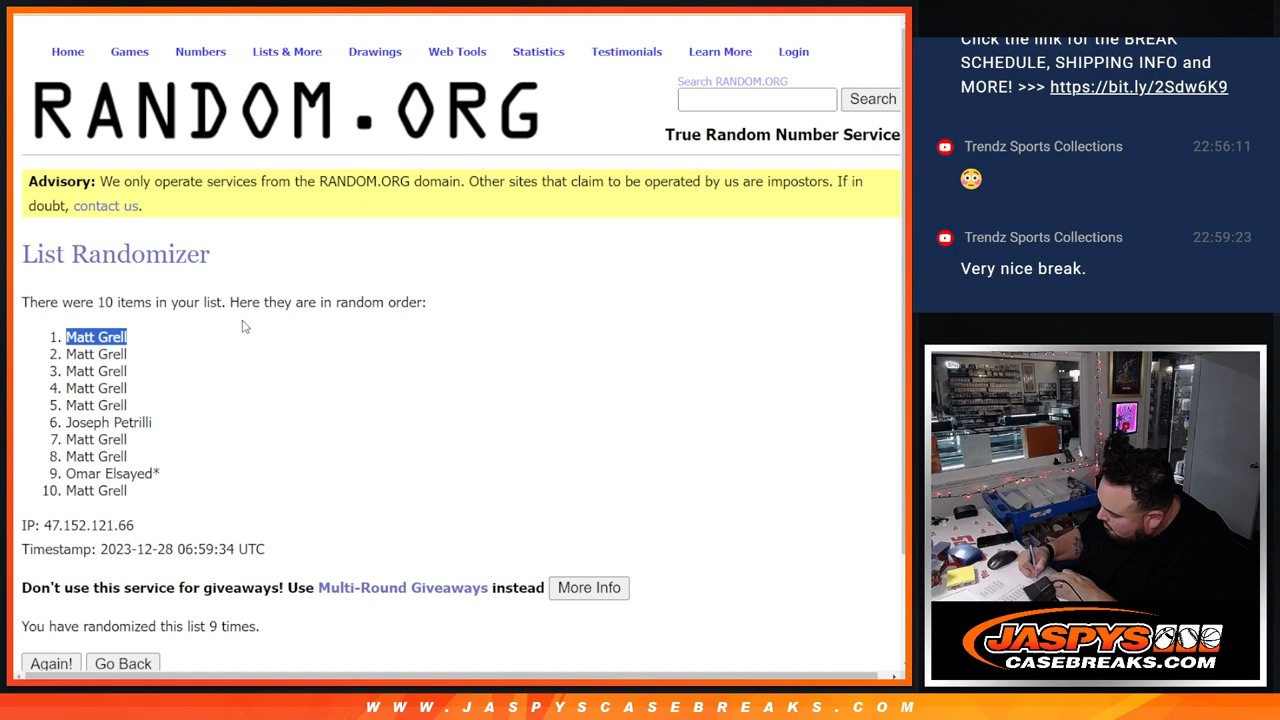 Home Games Numbers Lists & More Drawings Web Tools Statistics Testimonials Learn More Login
RANDOM.ORG
Search RANDOM.ORG
Search
True Random Number Service
Advisory: We only operate services from the RANDOM.ORG domain. Other sites that claim to be operated by us are impostors. If in
doubt, contact us.
List Randomizer
There were 10 items in your list. Here they are in random order:
1. Matt Grell
2. Matt Grell
3. Matt Grell
4. Matt Grell
5. Matt Grell
6. Joseph Petrilli
7. Matt Grell
8. Matt Grell
9. Omar Elsayed*
10. Matt Grell
IP: 47.152.121.66
Timestamp: 2023-12-28 06:59:34 UTC
Don't use this service for giveaways! Use Multi-Round Giveaways instead More Info
You have randomized this list 9 times.
Again! Go Back
Click the link for the BREAK
SCHEDULE, SHIPPING INFO and
MORE! >>> https://bit.ly/2Sdw6K9
Trendz Sports Collections 22:56:11
😳
Trendz Sports Collections 22:59:23
Very nice break.
JASPYS
CASEBREAKS.COM
WWW.JASPYSCASEBREAKS.COM